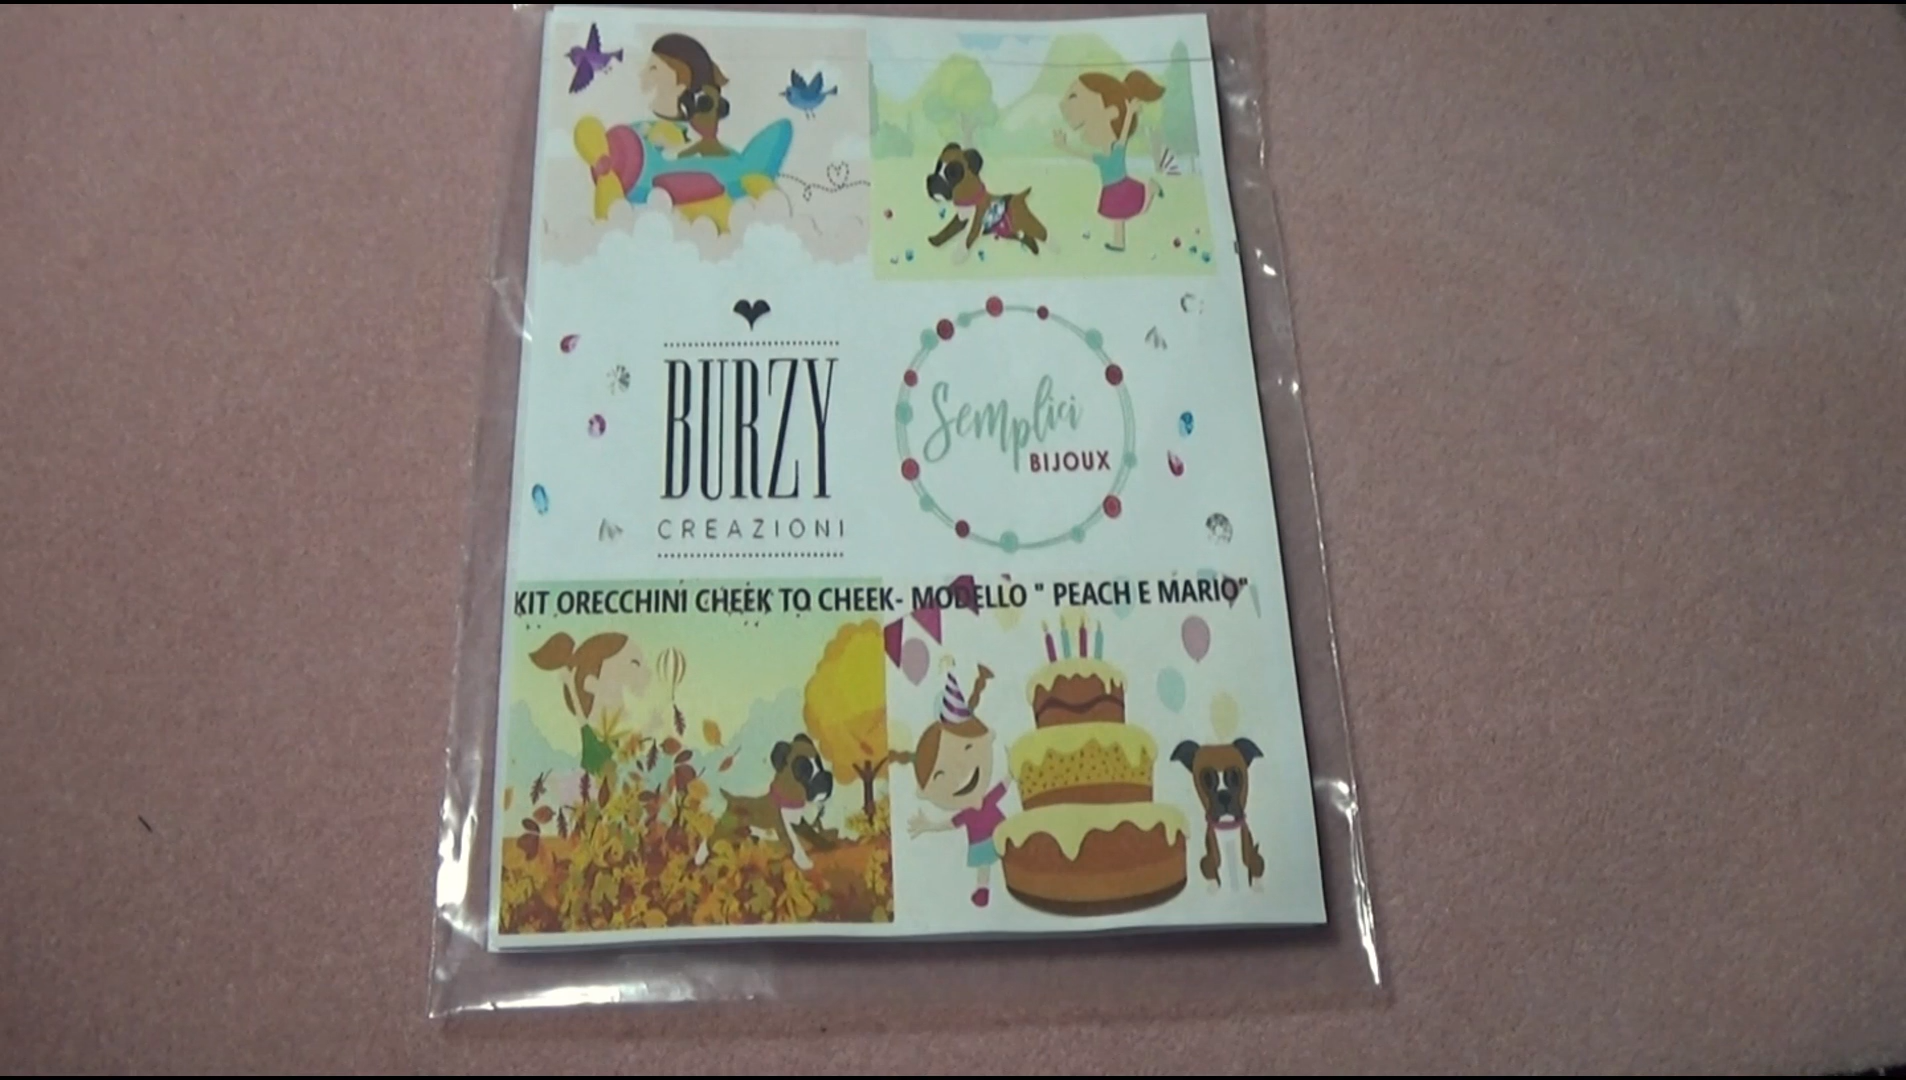 BURZY
CREAZIONI
Semplici
BIJOUX
KIT ORECCHINI CHEEK TO CHEEK- MODELLO " PEACH E MARIO"